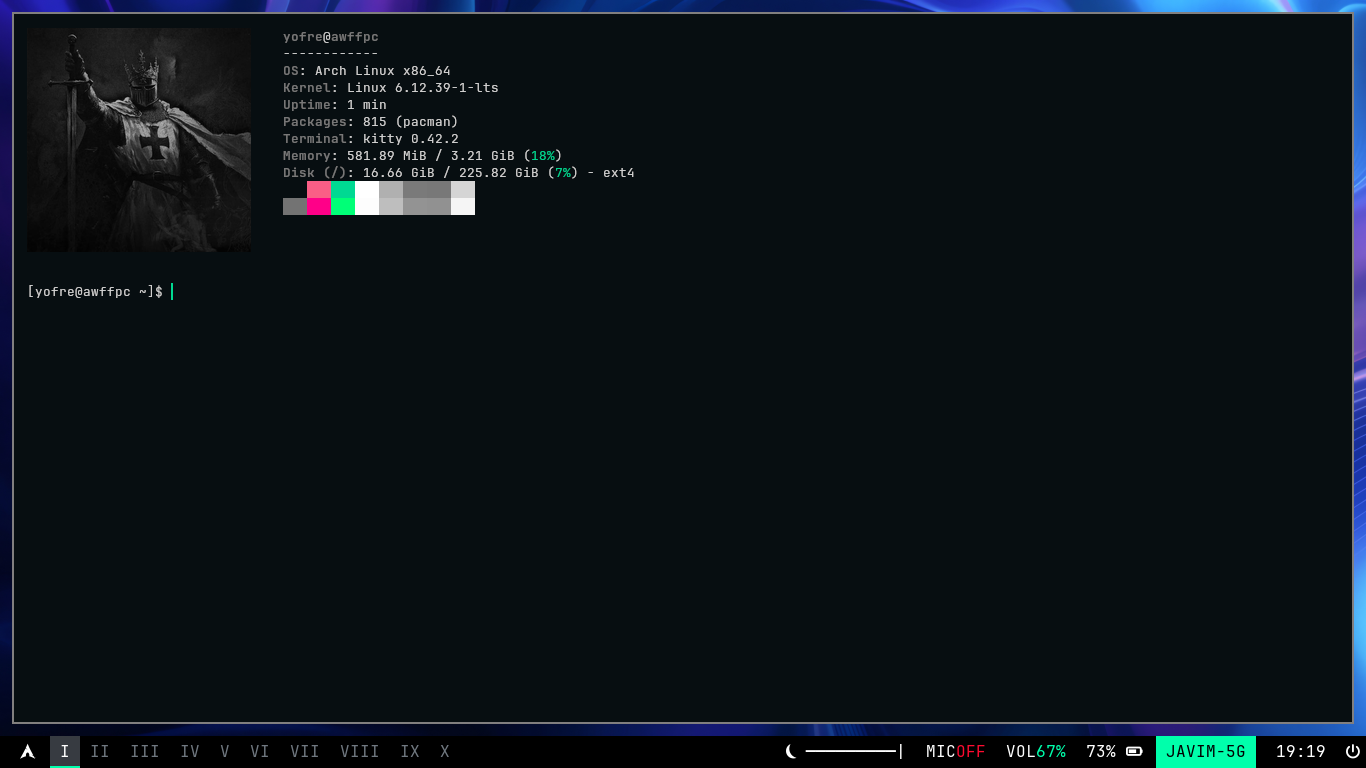 yofre@awffpc
------------
OS: Arch Linux x86_64
Kernel: Linux 6.12.39-1-lts
Uptime: 1 min
Packages: 815 (pacman)
Terminal: kitty 0.42.2
Memory: 581.89 MiB / 3.21 GiB (18%)
Disk (/): 16.66 GiB / 225.82 GiB (7%) - ext4
[yofre@awffpc ~]$
I II III IV V VI VII VIII IX X MICOFF VOL67% 73% JAVIM-5G 19:19